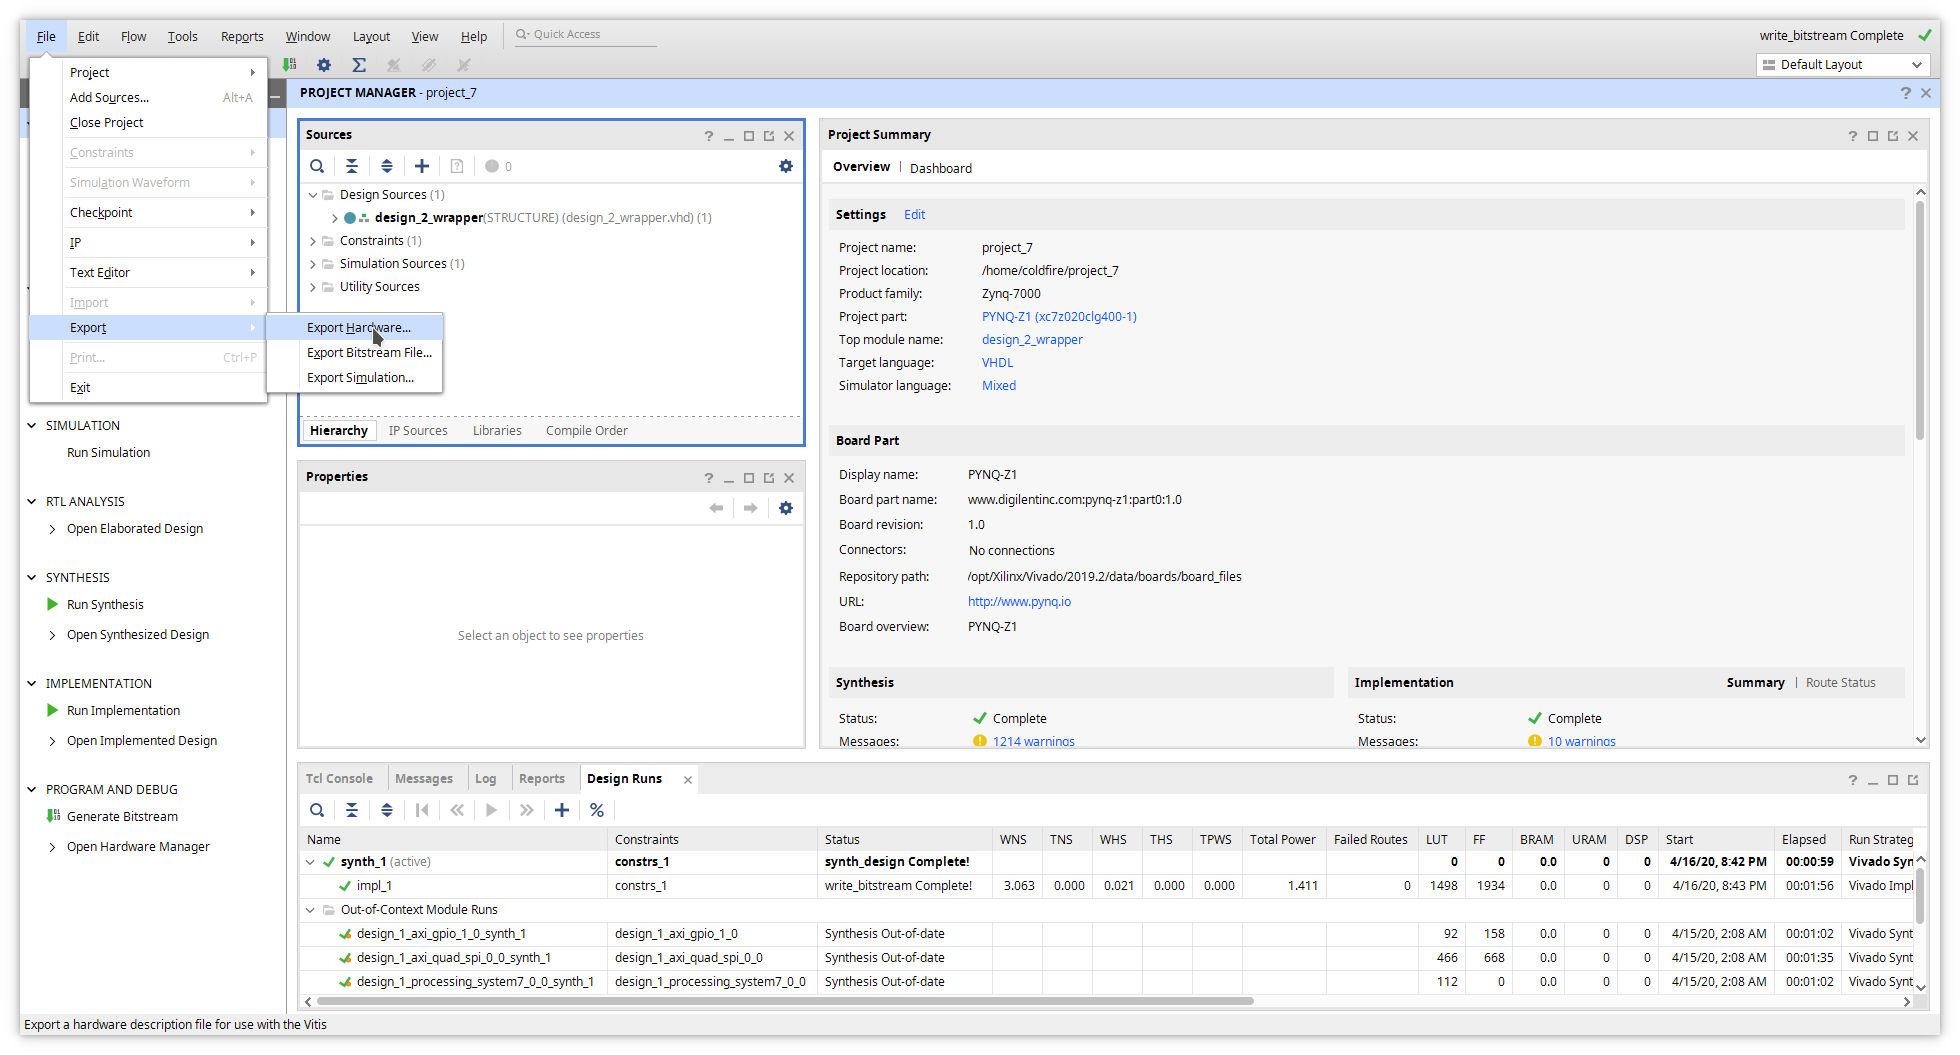 File Edit Flow Tools Reports Window Layout View Help Quick Access write_bitstream Complete
Default Layout
Project
Add Sources... Alt+A
Close Project
Constraints
Simulation Waveform
Checkpoint
IP
Text Editor
Import
Export
Print... Ctrl+P
Exit
Export Hardware...
Export Bitstream File...
Export Simulation...
SIMULATION
Run Simulation
RTL ANALYSIS
Open Elaborated Design
SYNTHESIS
Run Synthesis
Open Synthesized Design
IMPLEMENTATION
Run Implementation
Open Implemented Design
PROGRAM AND DEBUG
Generate Bitstream
Open Hardware Manager
PROJECT MANAGER - project_7
Sources
0
Design Sources (1)
design_2_wrapper(STRUCTURE) (design_2_wrapper.vhd) (1)
Constraints (1)
Simulation Sources (1)
Utility Sources
Hierarchy IP Sources Libraries Compile Order
Properties
Select an object to see properties
Project Summary
Overview | Dashboard
Settings Edit
Project name: project_7
Project location: /home/coldfire/project_7
Product family: Zynq-7000
Project part: PYNQ-Z1 (xc7z020clg400-1)
Top module name: design_2_wrapper
Target language: VHDL
Simulator language: Mixed
Board Part
Display name: PYNQ-Z1
Board part name: www.digilentinc.com:pynq-z1:part0:1.0
Board revision: 1.0
Connectors: No connections
Repository path: /opt/Xilinx/Vivado/2019.2/data/boards/board_files
URL: http://www.pynq.io
Board overview: PYNQ-Z1
Synthesis
Status: Complete
Messages: 1214 warnings
Implementation Summary | Route Status
Status: Complete
Messages: 10 warnings
Tcl Console Messages Log Reports Design Runs
Name Constraints Status WNS TNS WHS THS TPWS Total Power Failed Routes LUT FF BRAM URAM DSP Start Elapsed Run Strateg
synth_1 (active) constrs_1 synth_design Complete! 0 0 0.0 0 0 4/16/20, 8:42 PM 00:00:59 Vivado Syn
impl_1 constrs_1 write_bitstream Complete! 3.063 0.000 0.021 0.000 0.000 1.411 0 1498 1934 0.0 0 0 4/16/20, 8:43 PM 00:01:56 Vivado Impl
Out-of-Context Module Runs
design_1_axi_gpio_1_0_synth_1 design_1_axi_gpio_1_0 Synthesis Out-of-date 92 158 0.0 0 0 4/15/20, 2:08 AM 00:01:02 Vivado Synt
design_1_axi_quad_spi_0_0_synth_1 design_1_axi_quad_spi_0_0 Synthesis Out-of-date 466 668 0.0 0 0 4/15/20, 2:08 AM 00:01:35 Vivado Synt
design_1_processing_system7_0_0_synth_1 design_1_processing_system7_0_0 Synthesis Out-of-date 112 0 0.0 0 0 4/15/20, 2:08 AM 00:01:02 Vivado Synt
Export a hardware description file for use with the Vitis